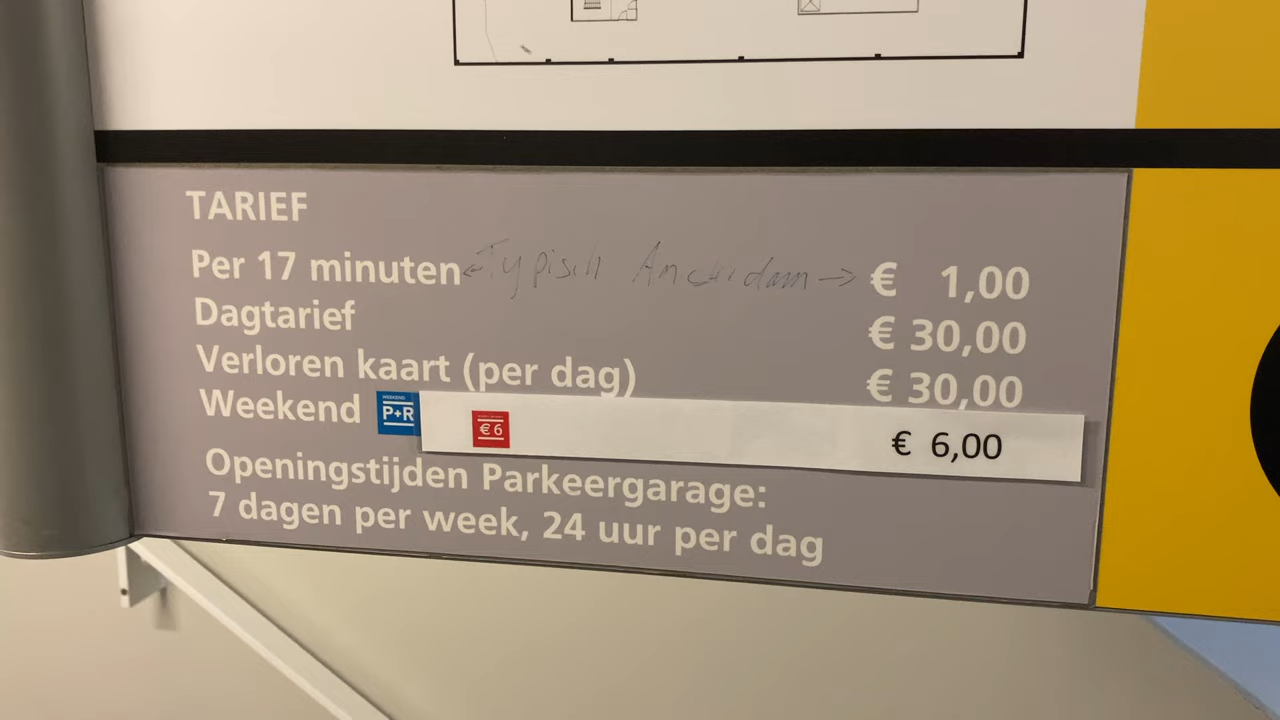 TARIEF
Per 17 minuten ← Typisch Amsterdam → € 1,00
Dagtarief € 30,00
Verloren kaart (per dag) € 30,00
Weekend WEEKEND P+R € 6 € 6,00
Openingstijden Parkeergarage:
7 dagen per week, 24 uur per dag